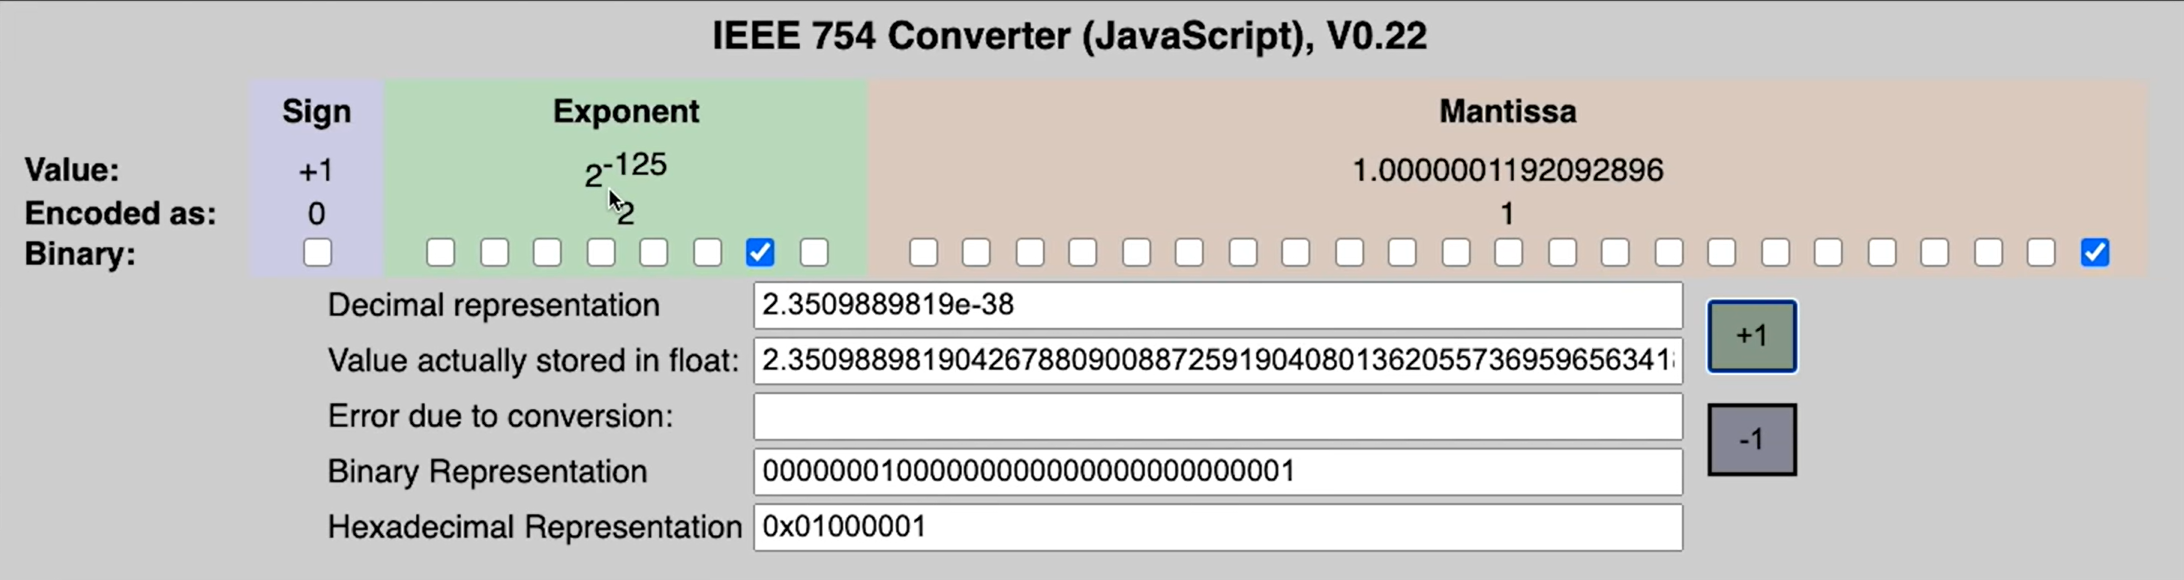 IEEE 754 Converter (JavaScript), V0.22
Sign Exponent Mantissa
Value: +1 2-125 1.0000001192092896
Encoded as: 0 2 1
Binary:
Decimal representation 2.3509889819e-38
Value actually stored in float: 2.35098898190426788090088725919040801362055736959656341
+1
Error due to conversion:
-1
Binary Representation 00000001000000000000000000000001
Hexadecimal Representation 0x01000001